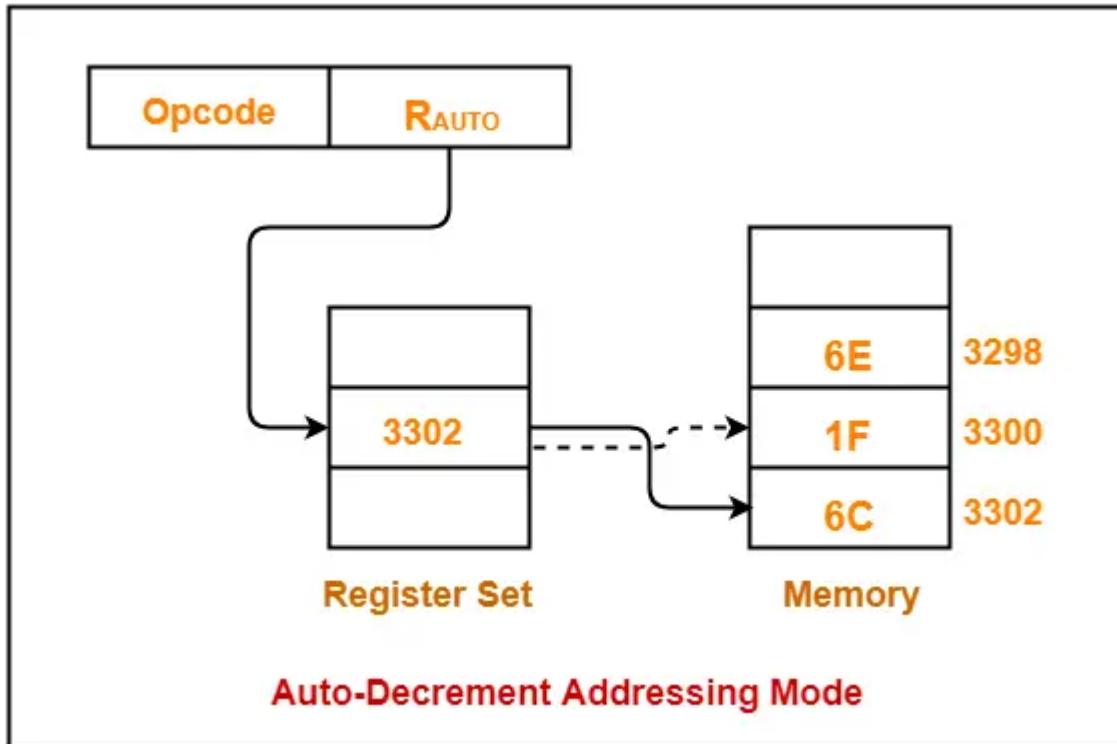 Opcode RAUTO
6E 3298
3302 1F 3300
6C 3302
Register Set Memory
Auto-Decrement Addressing Mode